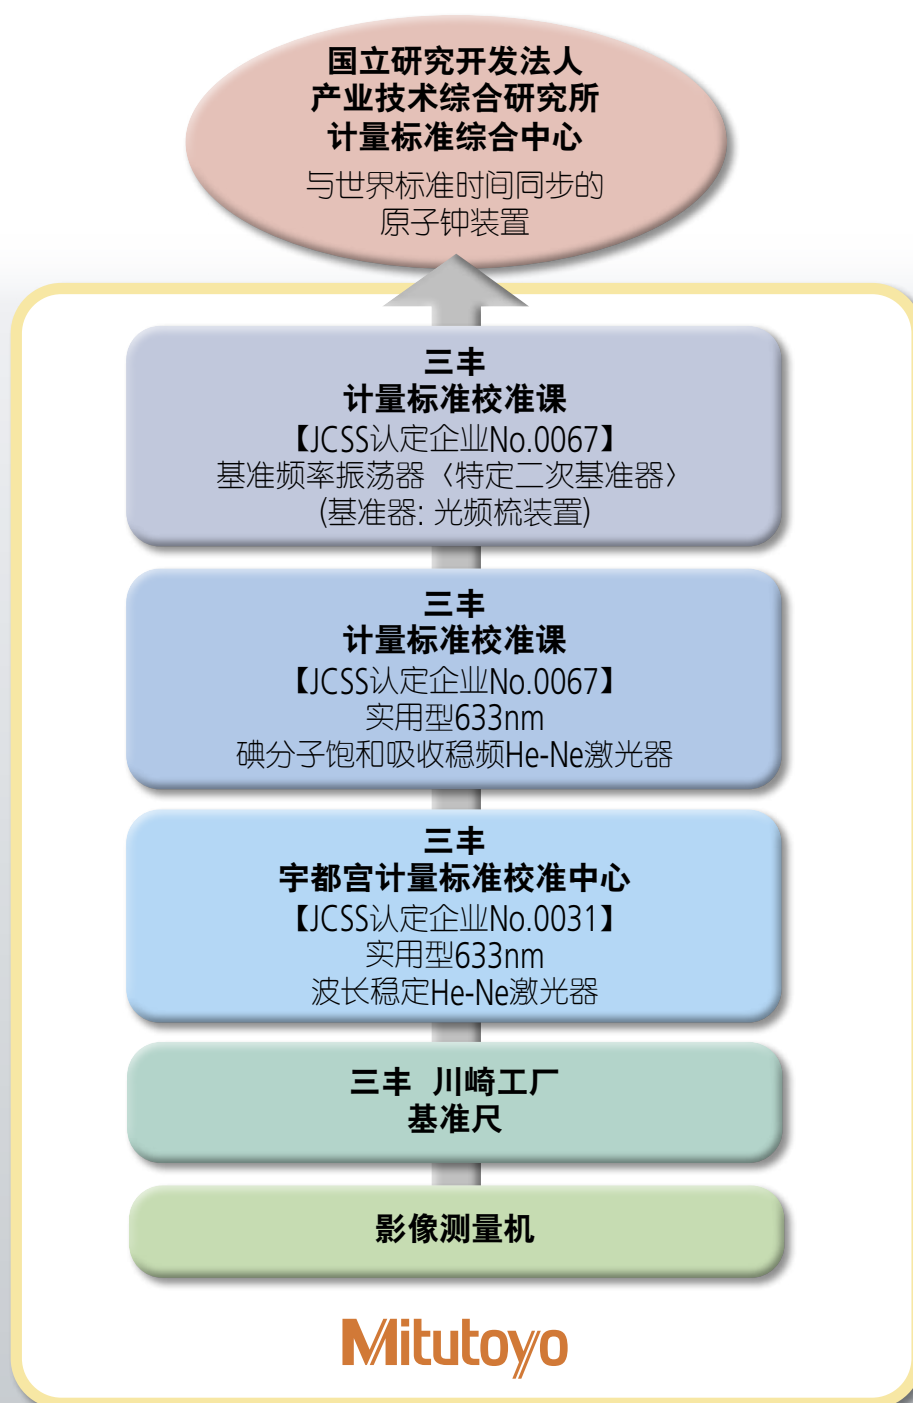 国立研究开发法人
产业技术综合研究所
计量标准综合中心
与世界标准时间同步的
原子钟装置
三丰
计量标准校准课
【JCSS认定企业No.0067】
基准频率振荡器〈特定二次基准器〉
(基准器: 光频梳装置)
三丰
计量标准校准课
【JCSS认定企业No.0067】
实用型633nm
碘分子饱和吸收稳频He-Ne激光器
三丰
宇都宫计量标准校准中心
【JCSS认定企业No.0031】
实用型633nm
波长稳定He-Ne激光器
三丰 川崎工厂
基准尺
影像测量机
Mitutoyo